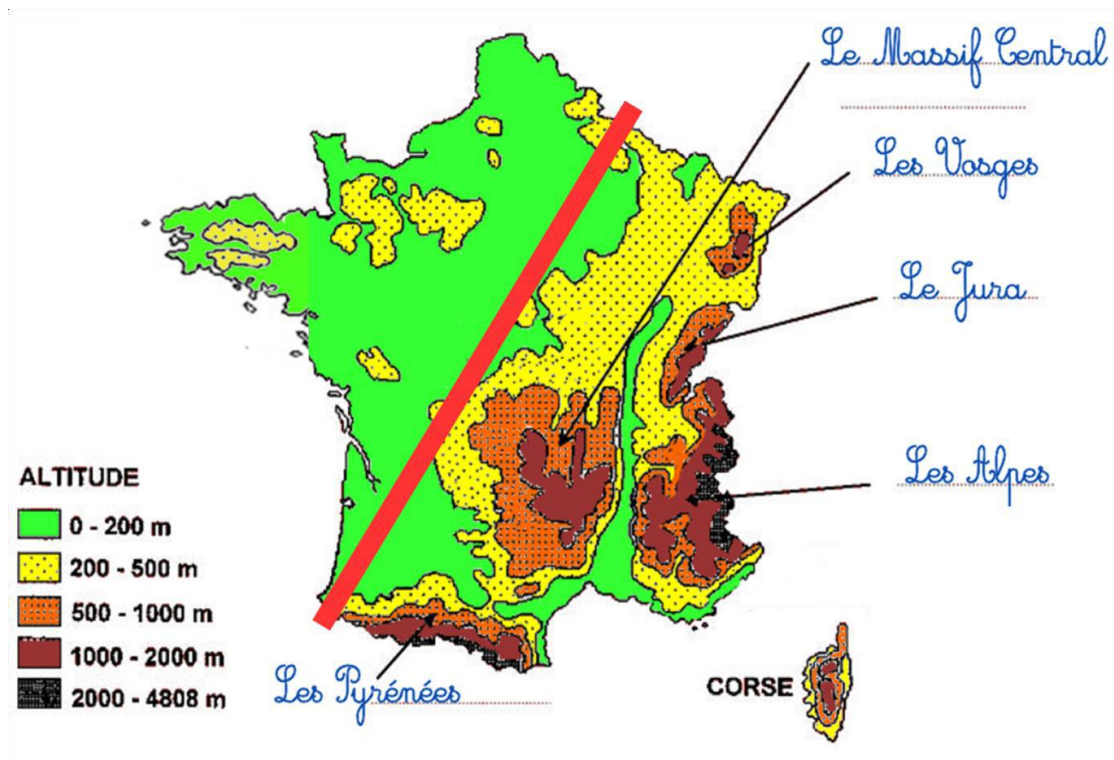 Le Massif Central
Les Vosges
Le Jura
Les Alpes
ALTITUDE
0 - 200 m
200 - 500 m
500 - 1000 m
1000 - 2000 m
2000 - 4808 m
Les Pyrénées
CORSE